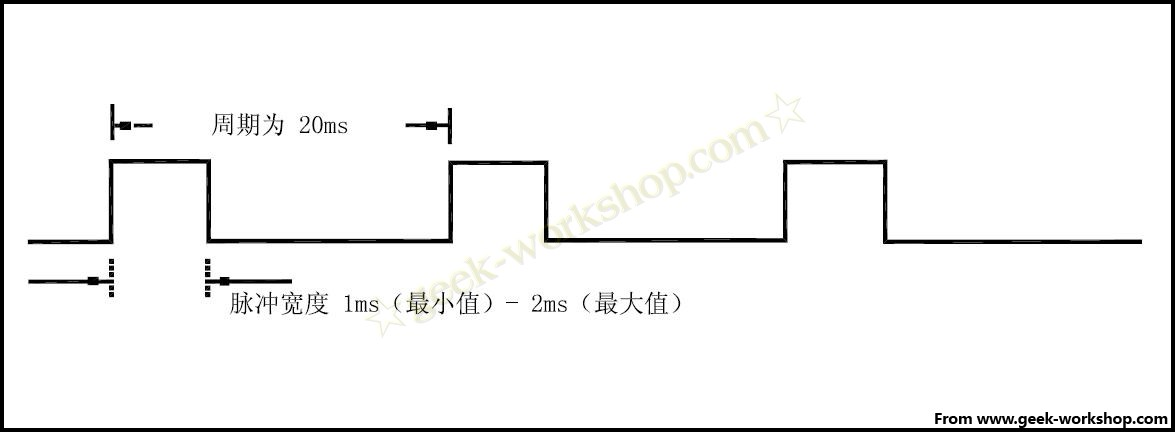 周期为 20ms
☆geek-workshop.com☆
脉冲宽度 1ms（最小值）- 2ms（最大值）
From www.geek-workshop.com